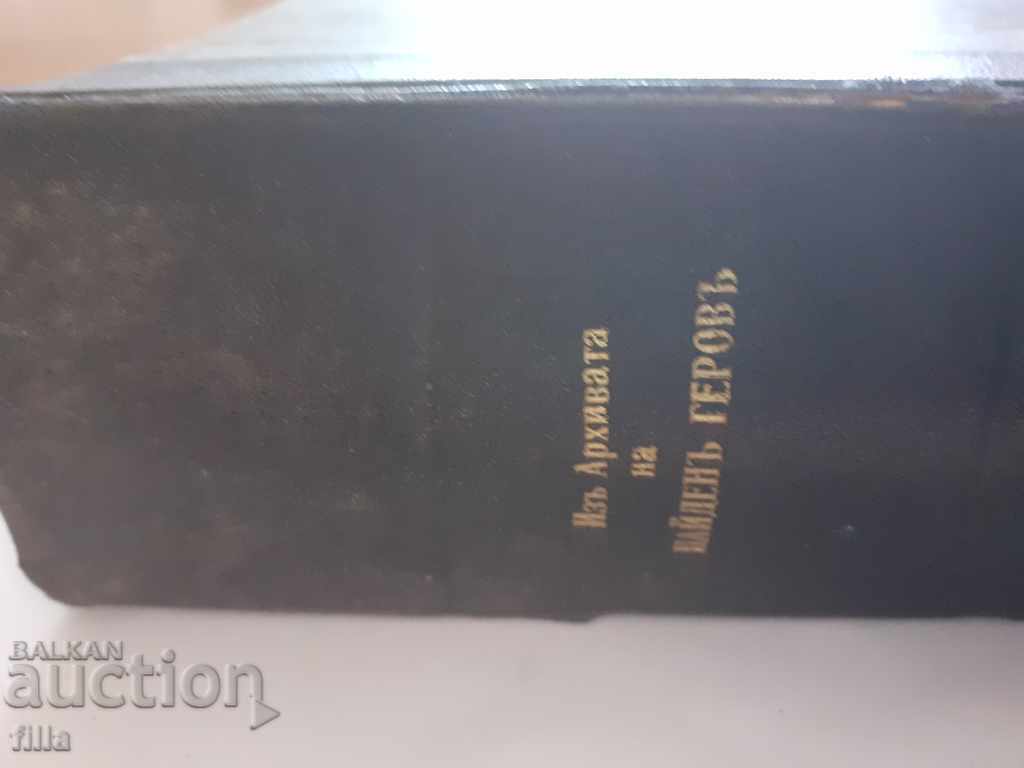 Изъ Архивата
на
НАЙДЕНЪ ГЕРОВЪ
BALKAN
auction
filla